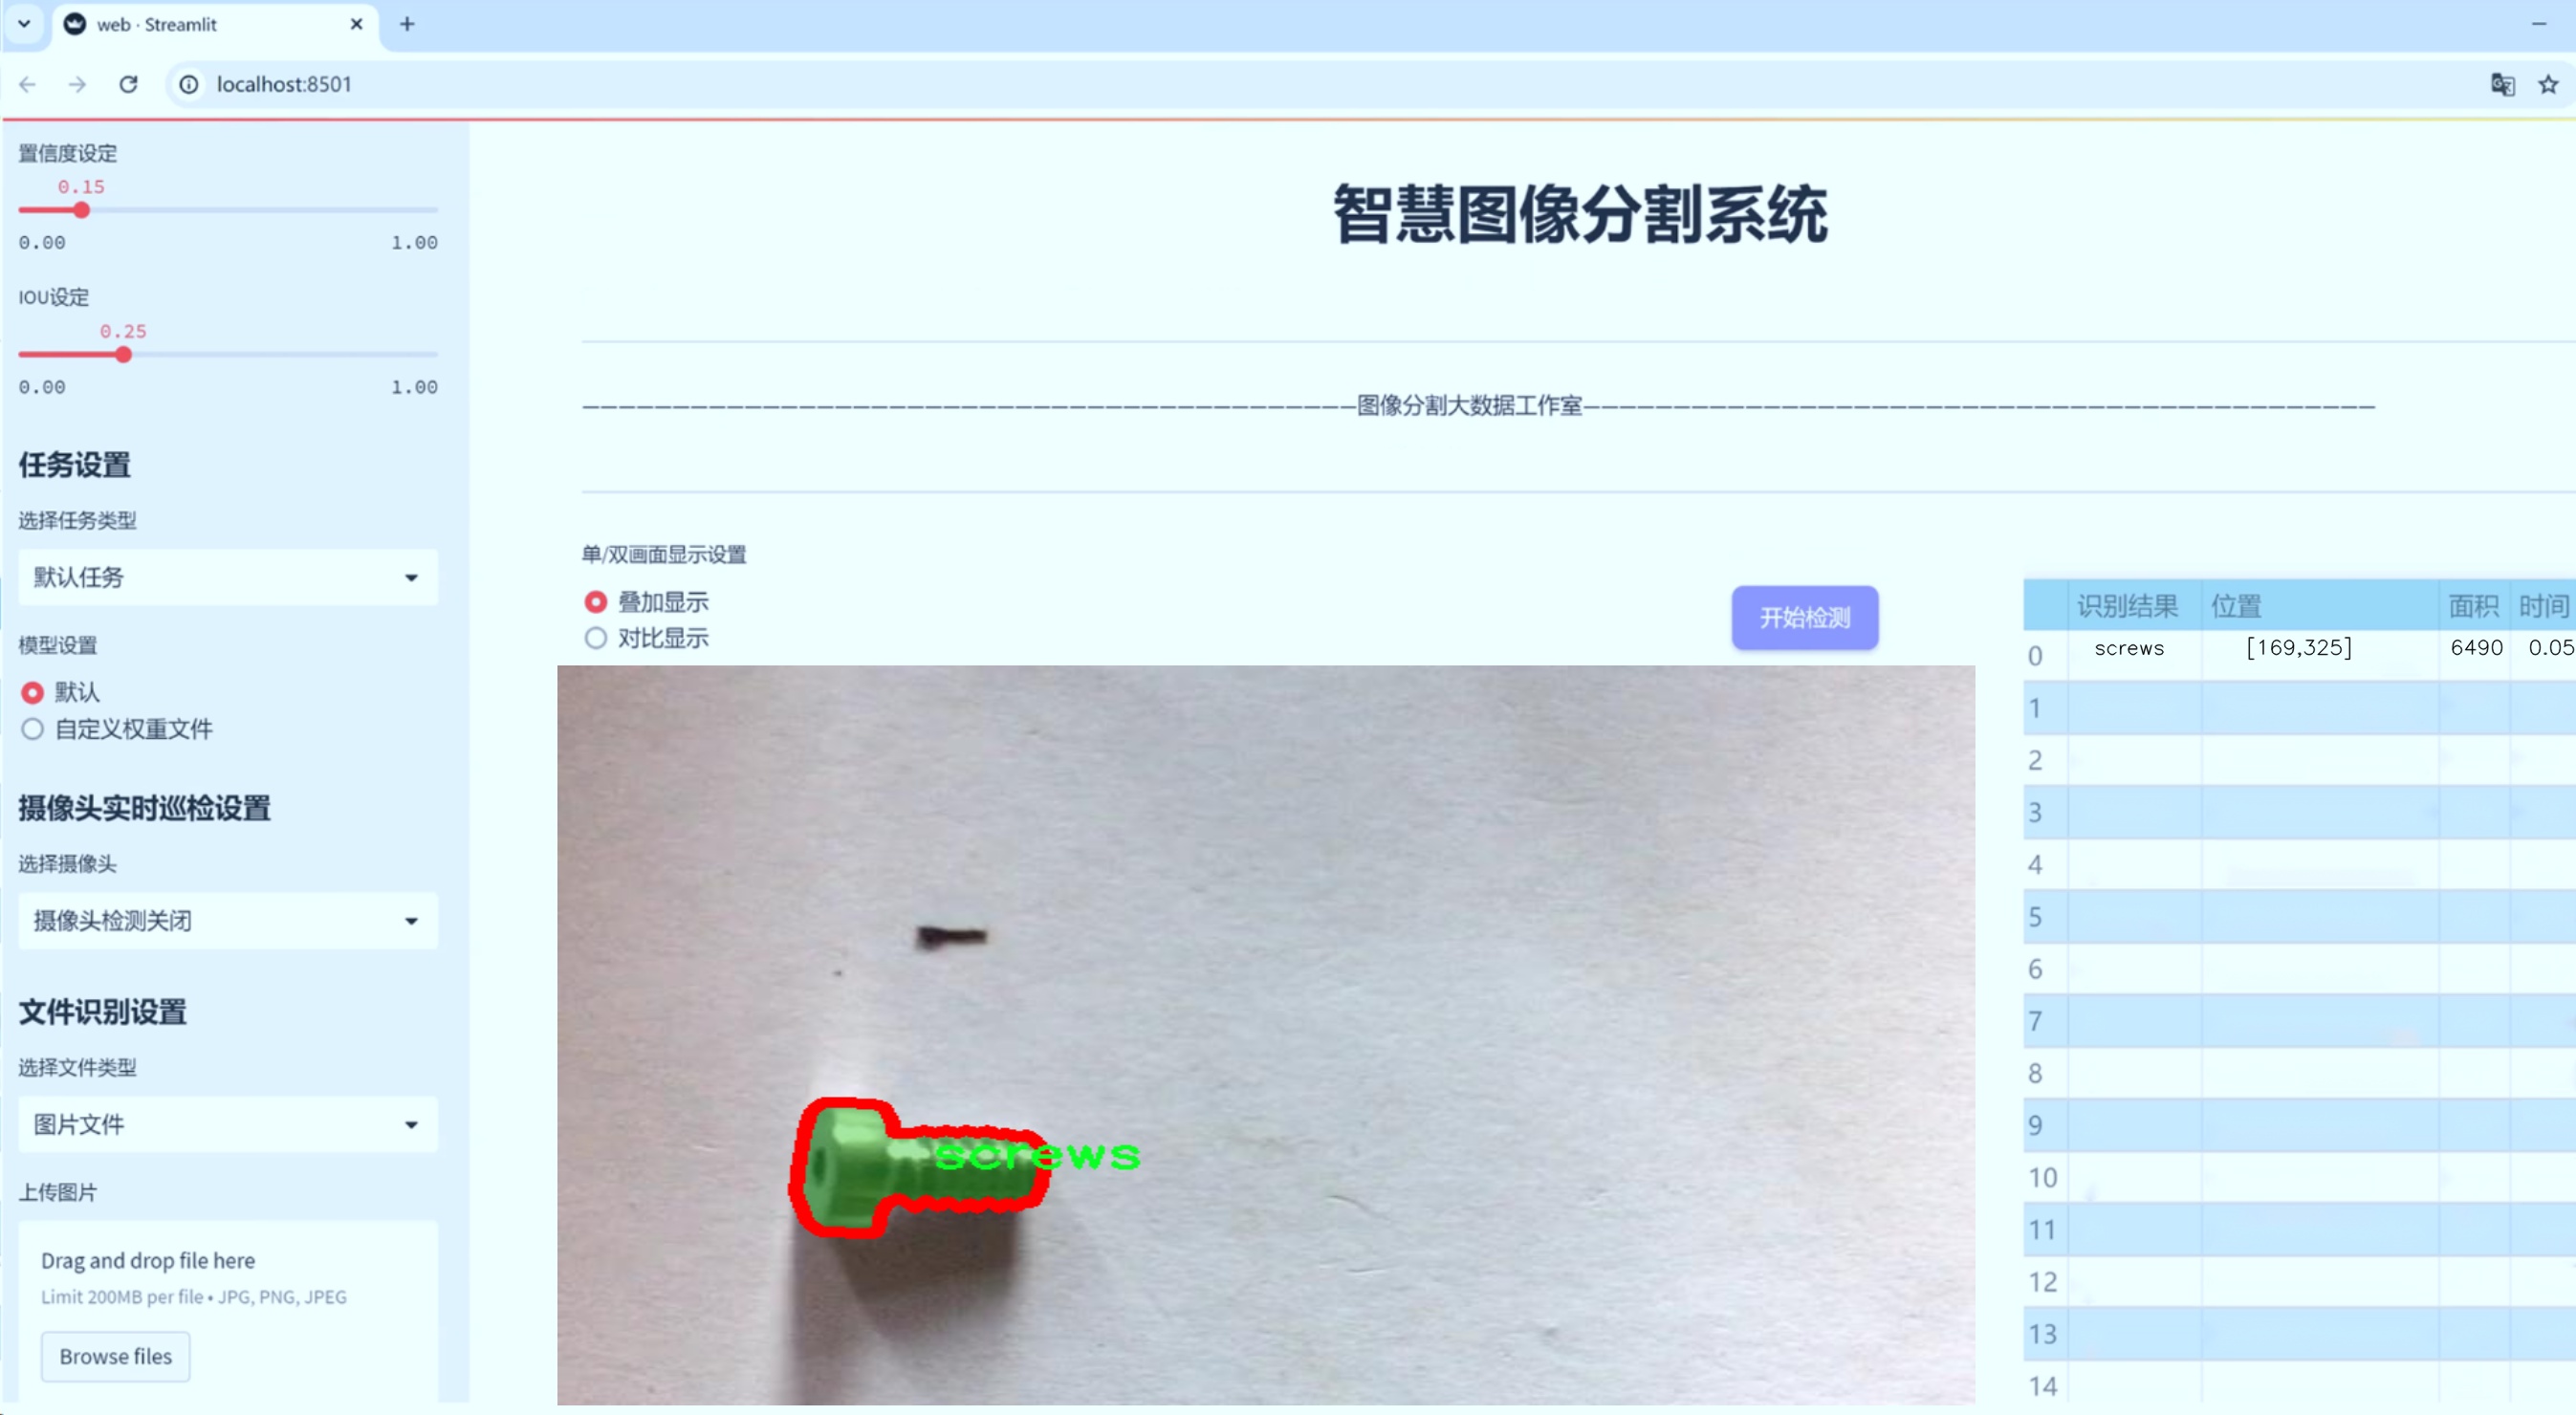 web · Streamlit
localhost:8501
置信度设定
0.15
0.00 1.00
IOU设定
0.25
0.00 1.00
任务设置
选择任务类型
默认任务
模型设置
默认
自定义权重文件
摄像头实时巡检设置
选择摄像头
摄像头检测关闭
文件识别设置
选择文件类型
图片文件
上传图片
Drag and drop file here
Limit 200MB per file • JPG, PNG, JPEG
Browse files
智慧图像分割系统
图像分割大数据工作室
单/双画面显示设置
叠加显示
对比显示
开始检测
screws
识别结果 位置 面积 时间
0 screws [169,325] 6490 0.05
1
2
3
4
5
6
7
8
9
10
11
12
13
14